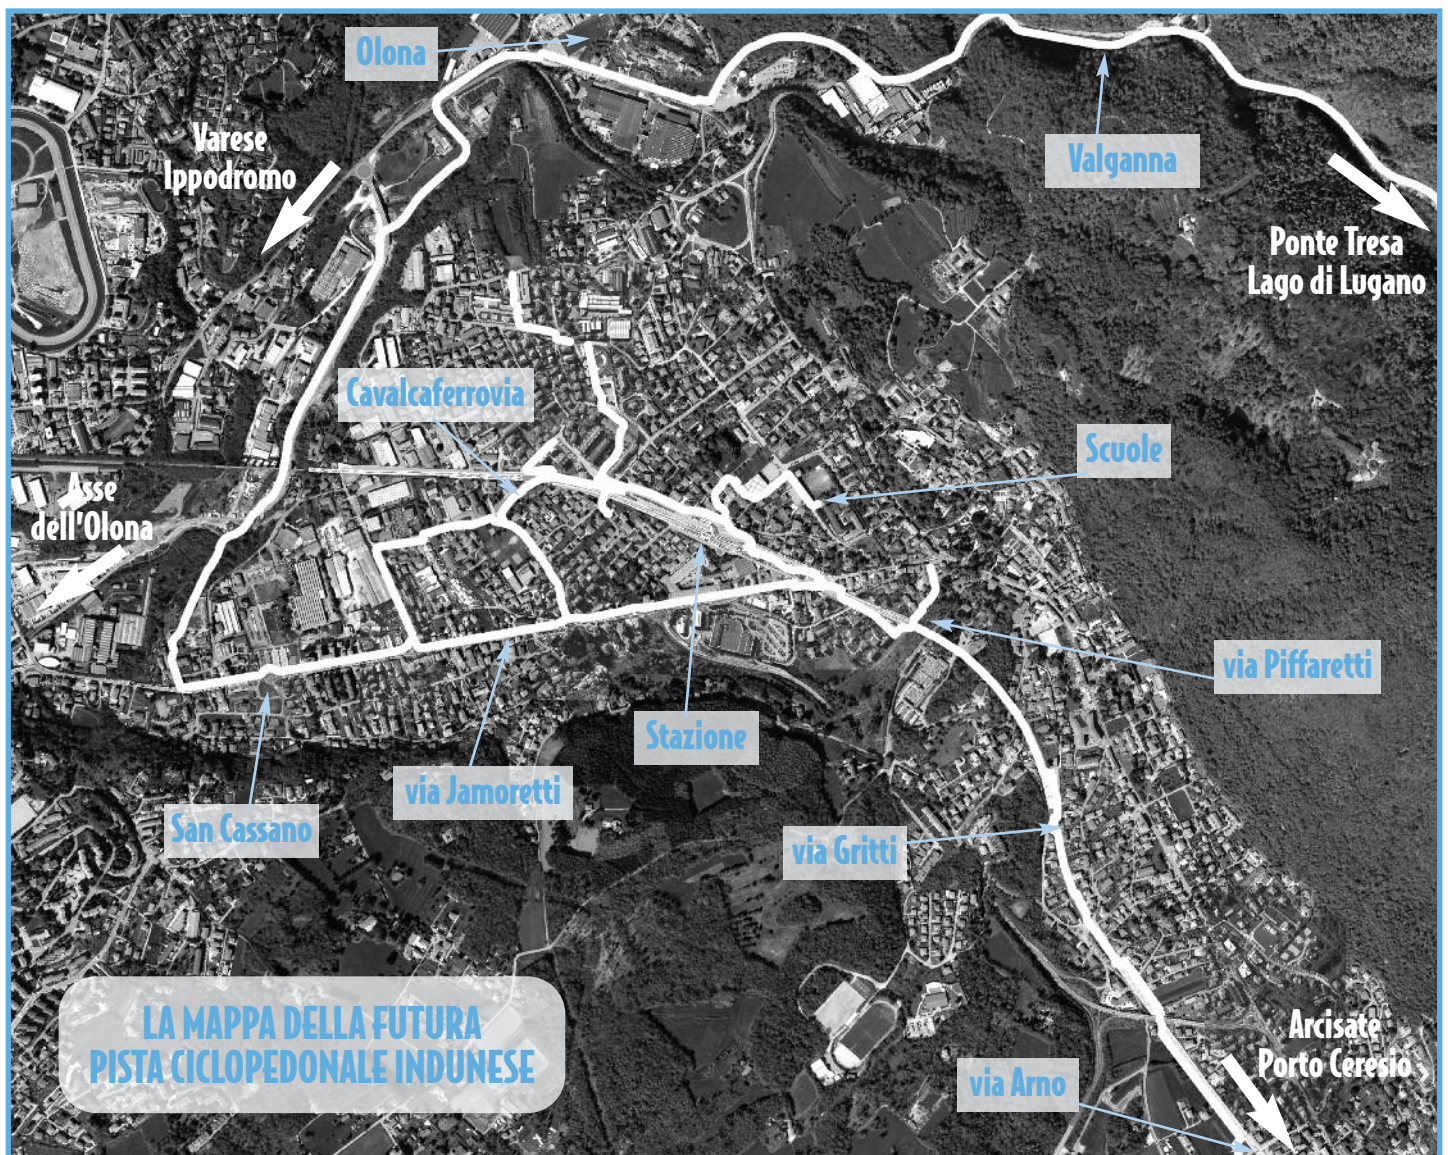 Olona
Varese
Ippodromo
Valganna
Ponte Tresa
Lago di Lugano
Cavalcaferrovia
Scuole
Asse
dell'Olona
via Piffaretti
Stazione
via Jamoretti
San Cassano
via Gritti
LA MAPPA DELLA FUTURA
PISTA CICLOPEDONALE INDUNESE
Arcisate
Porto Ceresio
via Arno